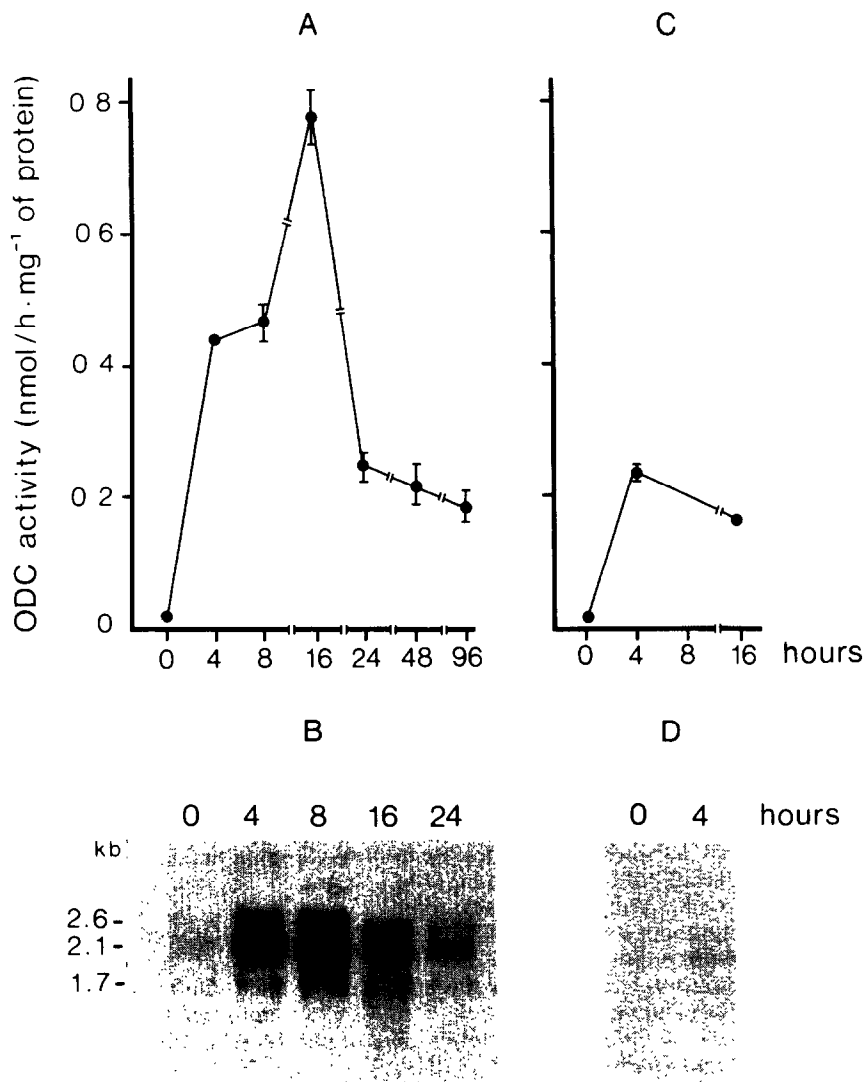 A
C
ODC activity (nmol/h·mg⁻¹ of protein)
0 8
0 6
0 4
0 2
0
0 4 8 16 24 48 96
0 4 8 16 hours
B
D
0 4 8 16 24
0 4 hours
kb
2.6-
2.1-
1.7-